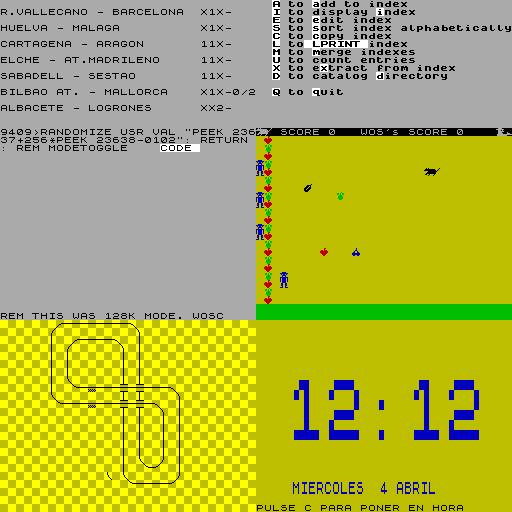 R.VALLECANO - BARCELONA X1X-
HUELVA - MALAGA X1X-
CARTAGENA - ARAGON 11X-
ELCHE - AT.MADRILENO 11X-
SABADELL - SESTAO 11X-
BILBAO AT. - MALLORCA X1X-0/2
ALBACETE - LOGRONES XX2-
A to add to index
I to display index
E to edit index
S to sort index alphabetically
C to copy index
L to LPRINT index
M to merge indexes
U to count entries
X to extract from index
D to catalog directory
Q to quit
9409>RANDOMIZE USR VAL "PEEK 236
37+256*PEEK 23638-0102": RETURN
: REM MODETOGGLE CODE
REM THIS WAS 128K MODE. WOSC
SCORE 0 WOS's SCORE 0
12:12
MIERCOLES 4 ABRIL
PULSE C PARA PONER EN HORA